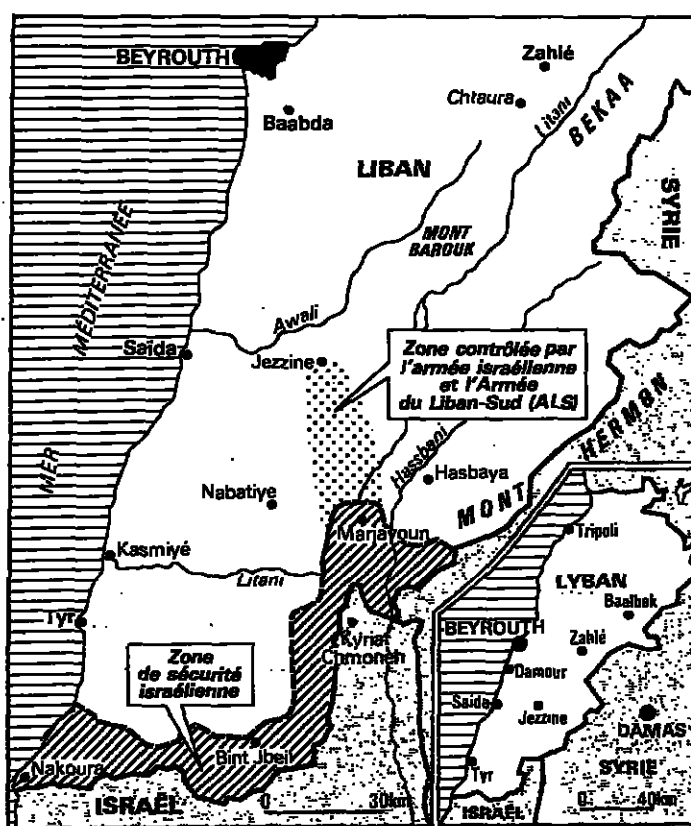 BEYROUTH
Zahlé
Chtaura
Baabda
Litani
BEKAA
LIBAN
SYRIE
MONT
BAROUK
MÉDITERRANÉE
MER
Awali
Saïda
Jezzine
Zone contrôlée par
l'armée israélienne
et l'Armée
du Liban-Sud (ALS)
Hassbani
Hasbaya
MONT HERMON
Nabatiye
Marjayoun
Kasmiyé
Litani
Tyr
Kyriat
Chmoneh
Zone
de sécurité
israélienne
Bint Jbeil
Nakoura
ISRAËL
0 30km
Tripoli
LYBAN
Baalbek
BEYROUTH
Zahlé
Damour
Saïda
Jezzine
DAMAS
Tyr
SYRIE
ISRAËL
0 40km